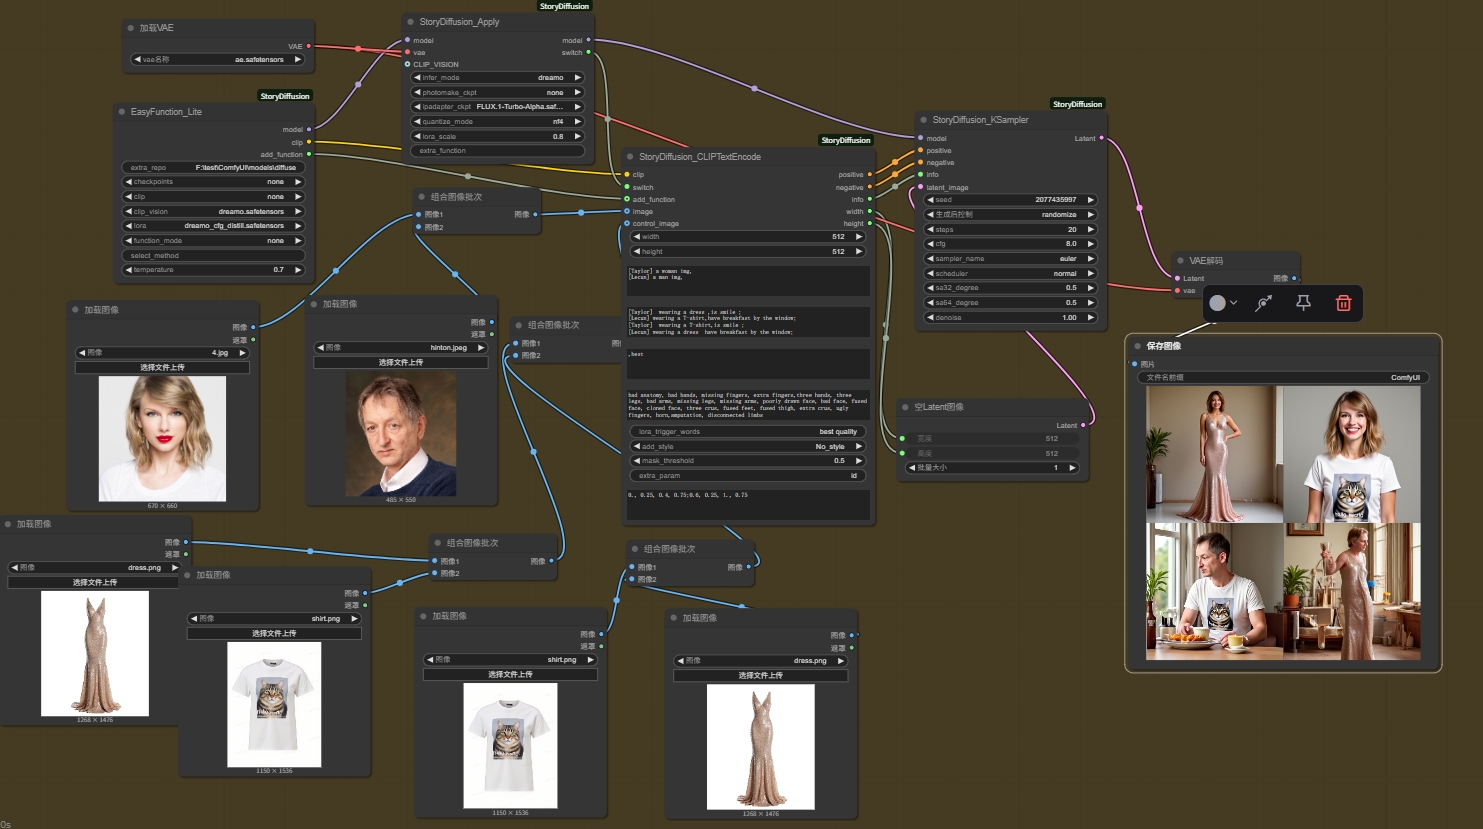 加载VAE
VAE
vae名称
ae.safetensors
StoryDiffusion
StoryDiffusion_Apply
model
vae
CLIP_VISION
model
switch
infer_mode
dreamo
photomake_ckpt
none
ipadapter_ckpt
FLUX.1-Turbo-Alpha.saf...
quantize_mode
nf4
lora_scale
0.8
extra_function
StoryDiffusion
EasyFunction_Lite
model
clip
add_function
extra_repo
F:\test\ComfyUI\models\diffuse
checkpoints
none
clip
none
clip_vision
dreamo.safetensors
lora
dreamo_cfg_distill.safetensors
function_mode
none
select_method
temperature
0.7
组合图像批次
图像1
图像2
图像
StoryDiffusion
StoryDiffusion_CLIPTextEncode
clip
switch
add_function
image
control_image
positive
negative
info
width
height
width
512
height
512
[Taylor] a woman img,
[Lecun] a man img,
[Taylor] wearing a dress ,is smile ;
[Lecun] wearing a T-shirt,have breakfast by the window;
[Taylor] wearing a T-shirt,is smile ;
[Lecun] wearing a dress have breakfast by the window;
,best
bad anatomy, bad hands, missing fingers, extra fingers,three hands, three
legs, bad arms, missing legs, missing arms, poorly drawn face, bad face, fused
face, cloned face, three crus, fused feet, fused thigh, extra crus, ugly
fingers, horn,amputation, disconnected limbs
lora_trigger_words
best quality
add_style
No_style
mask_threshold
0.5
extra_param
id
0., 0.25, 0.4, 0.75;0.6, 0.25, 1., 0.75
StoryDiffusion
StoryDiffusion_KSampler
model
positive
negative
info
latent_image
Latent
seed
2077435997
生成后控制
randomize
steps
20
cfg
8.0
sampler_name
euler
scheduler
normal
sa32_degree
0.5
sa64_degree
0.5
denoise
1.00
VAE解码
Latent
vae
图像
保存图像
图片
文件名前缀
ComfyUI
空Latent图像
Latent
宽度
512
高度
512
批量大小
1
加载图像
图像
遮罩
图像
4.jpg
选择文件上传
670 × 660
加载图像
图像
遮罩
图像
hinton.jpeg
选择文件上传
485 × 550
组合图像批次
图像1
图像2
加载图像
图像
遮罩
图像
dress.png
选择文件上传
1268 × 1476
加载图像
图像
遮罩
图像
shirt.png
选择文件上传
1150 × 1536
组合图像批次
图像1
图像2
图像
组合图像批次
图像1
图像2
图像
加载图像
图像
遮罩
图像
shirt.png
选择文件上传
1150 × 1536
加载图像
图像
遮罩
图像
dress.png
选择文件上传
1268 × 1476
0s